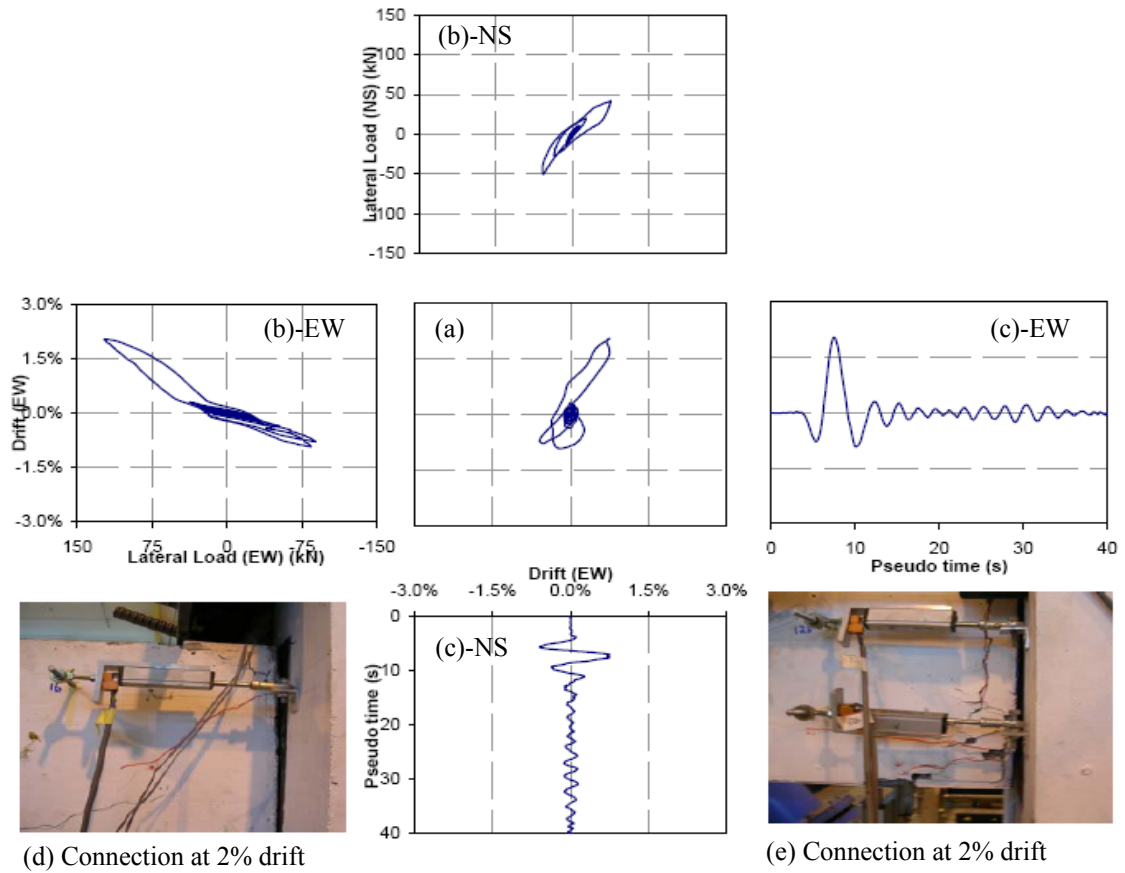 150
100
50
0
-50
-100
-150
Lateral Load (NS) (kN)
(b)-NS
3.0%
1.5%
0.0%
-1.5%
-3.0%
Drift (EW)
(b)-EW
150 75 0 -75 -150
Lateral Load (EW) (kN)
(a)
(c)-EW
0 10 20 30 40
Pseudo time (s)
Drift (EW)
-3.0% -1.5% 0.0% 1.5% 3.0%
0
10
20
30
40
Pseudo time (s)
(c)-NS
16
(d) Connection at 2% drift
(e) Connection at 2% drift